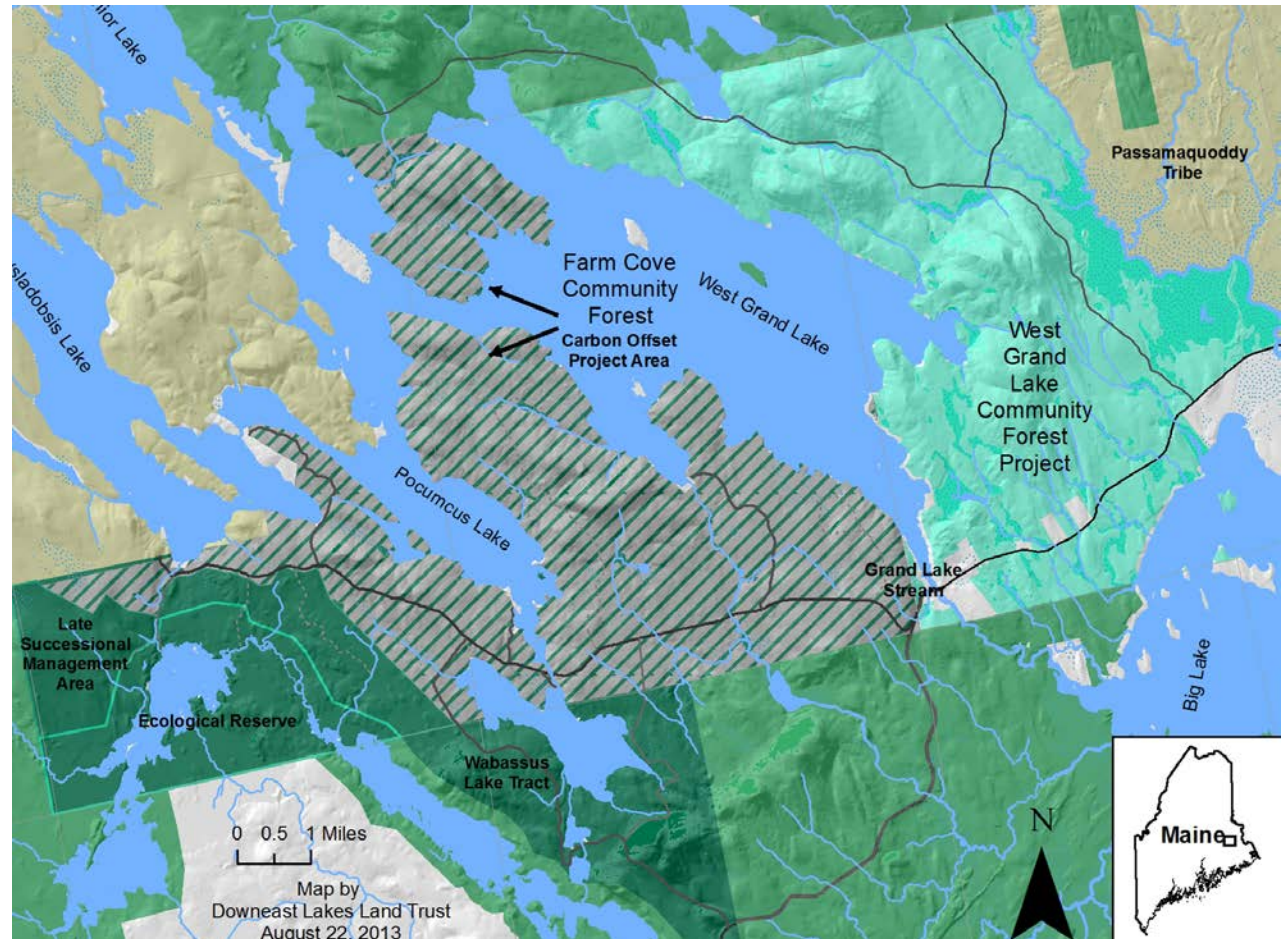 Lake
Passamaquoddy
Tribe
Farm Cove
Community
Forest
Carbon Offset
Project Area
West Grand Lake
West
Grand
Lake
Community
Forest
Project
Lake
Pocumcus Lake
Grand Lake
Stream
Late
Successional
Management
Area
Ecological Reserve
Big Lake
Wabassus
Lake Tract
0 0.5 1 Miles
N
Maine
Map by
Downeast Lakes Land Trust
August 22, 2013